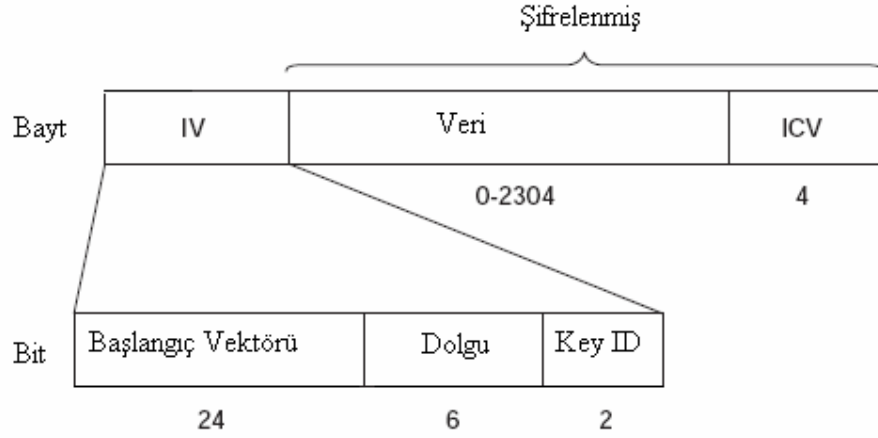 Şifrelenmiş
Bayt IV Veri ICV
0-2304 4
Bit Başlangıç Vektörü Dolgu Key ID
24 6 2